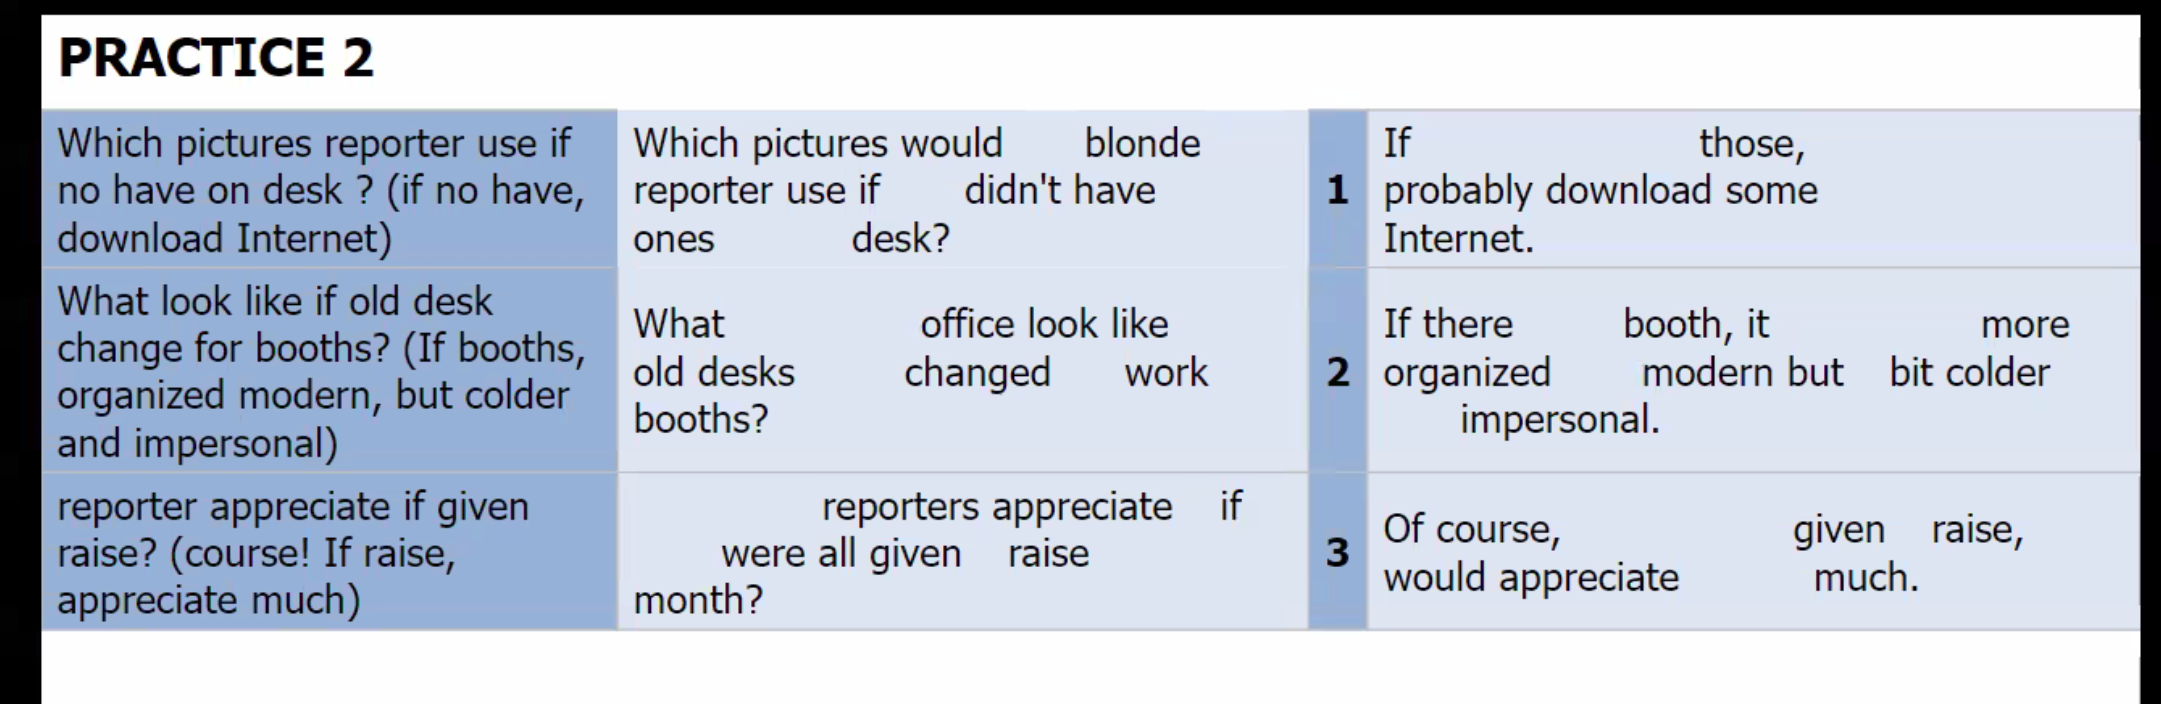 PRACTICE 2
Which pictures reporter use if
no have on desk ? (if no have,
download Internet)
Which pictures would blonde
reporter use if didn't have
ones desk?
1
If those,
probably download some
Internet.
What look like if old desk
change for booths? (If booths,
organized modern, but colder
and impersonal)
What office look like
old desks changed work
booths?
2
If there booth, it more
organized modern but bit colder
impersonal.
reporter appreciate if given
raise? (course! If raise,
appreciate much)
reporters appreciate if
were all given raise
month?
3
Of course, given raise,
would appreciate much.